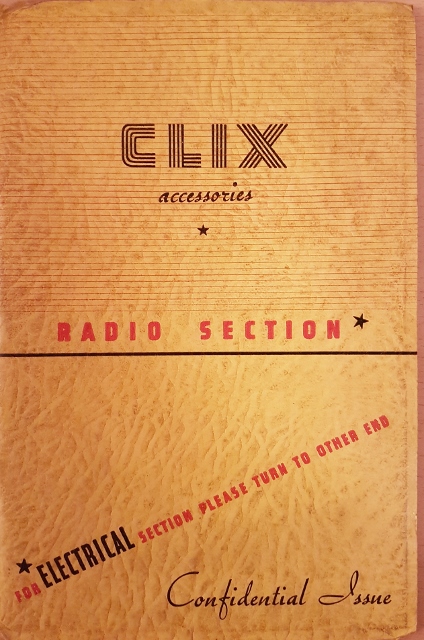 CLIX
accessories
RADIO SECTION
FOR ELECTRICAL SECTION PLEASE TURN TO OTHER END
Confidential Issue